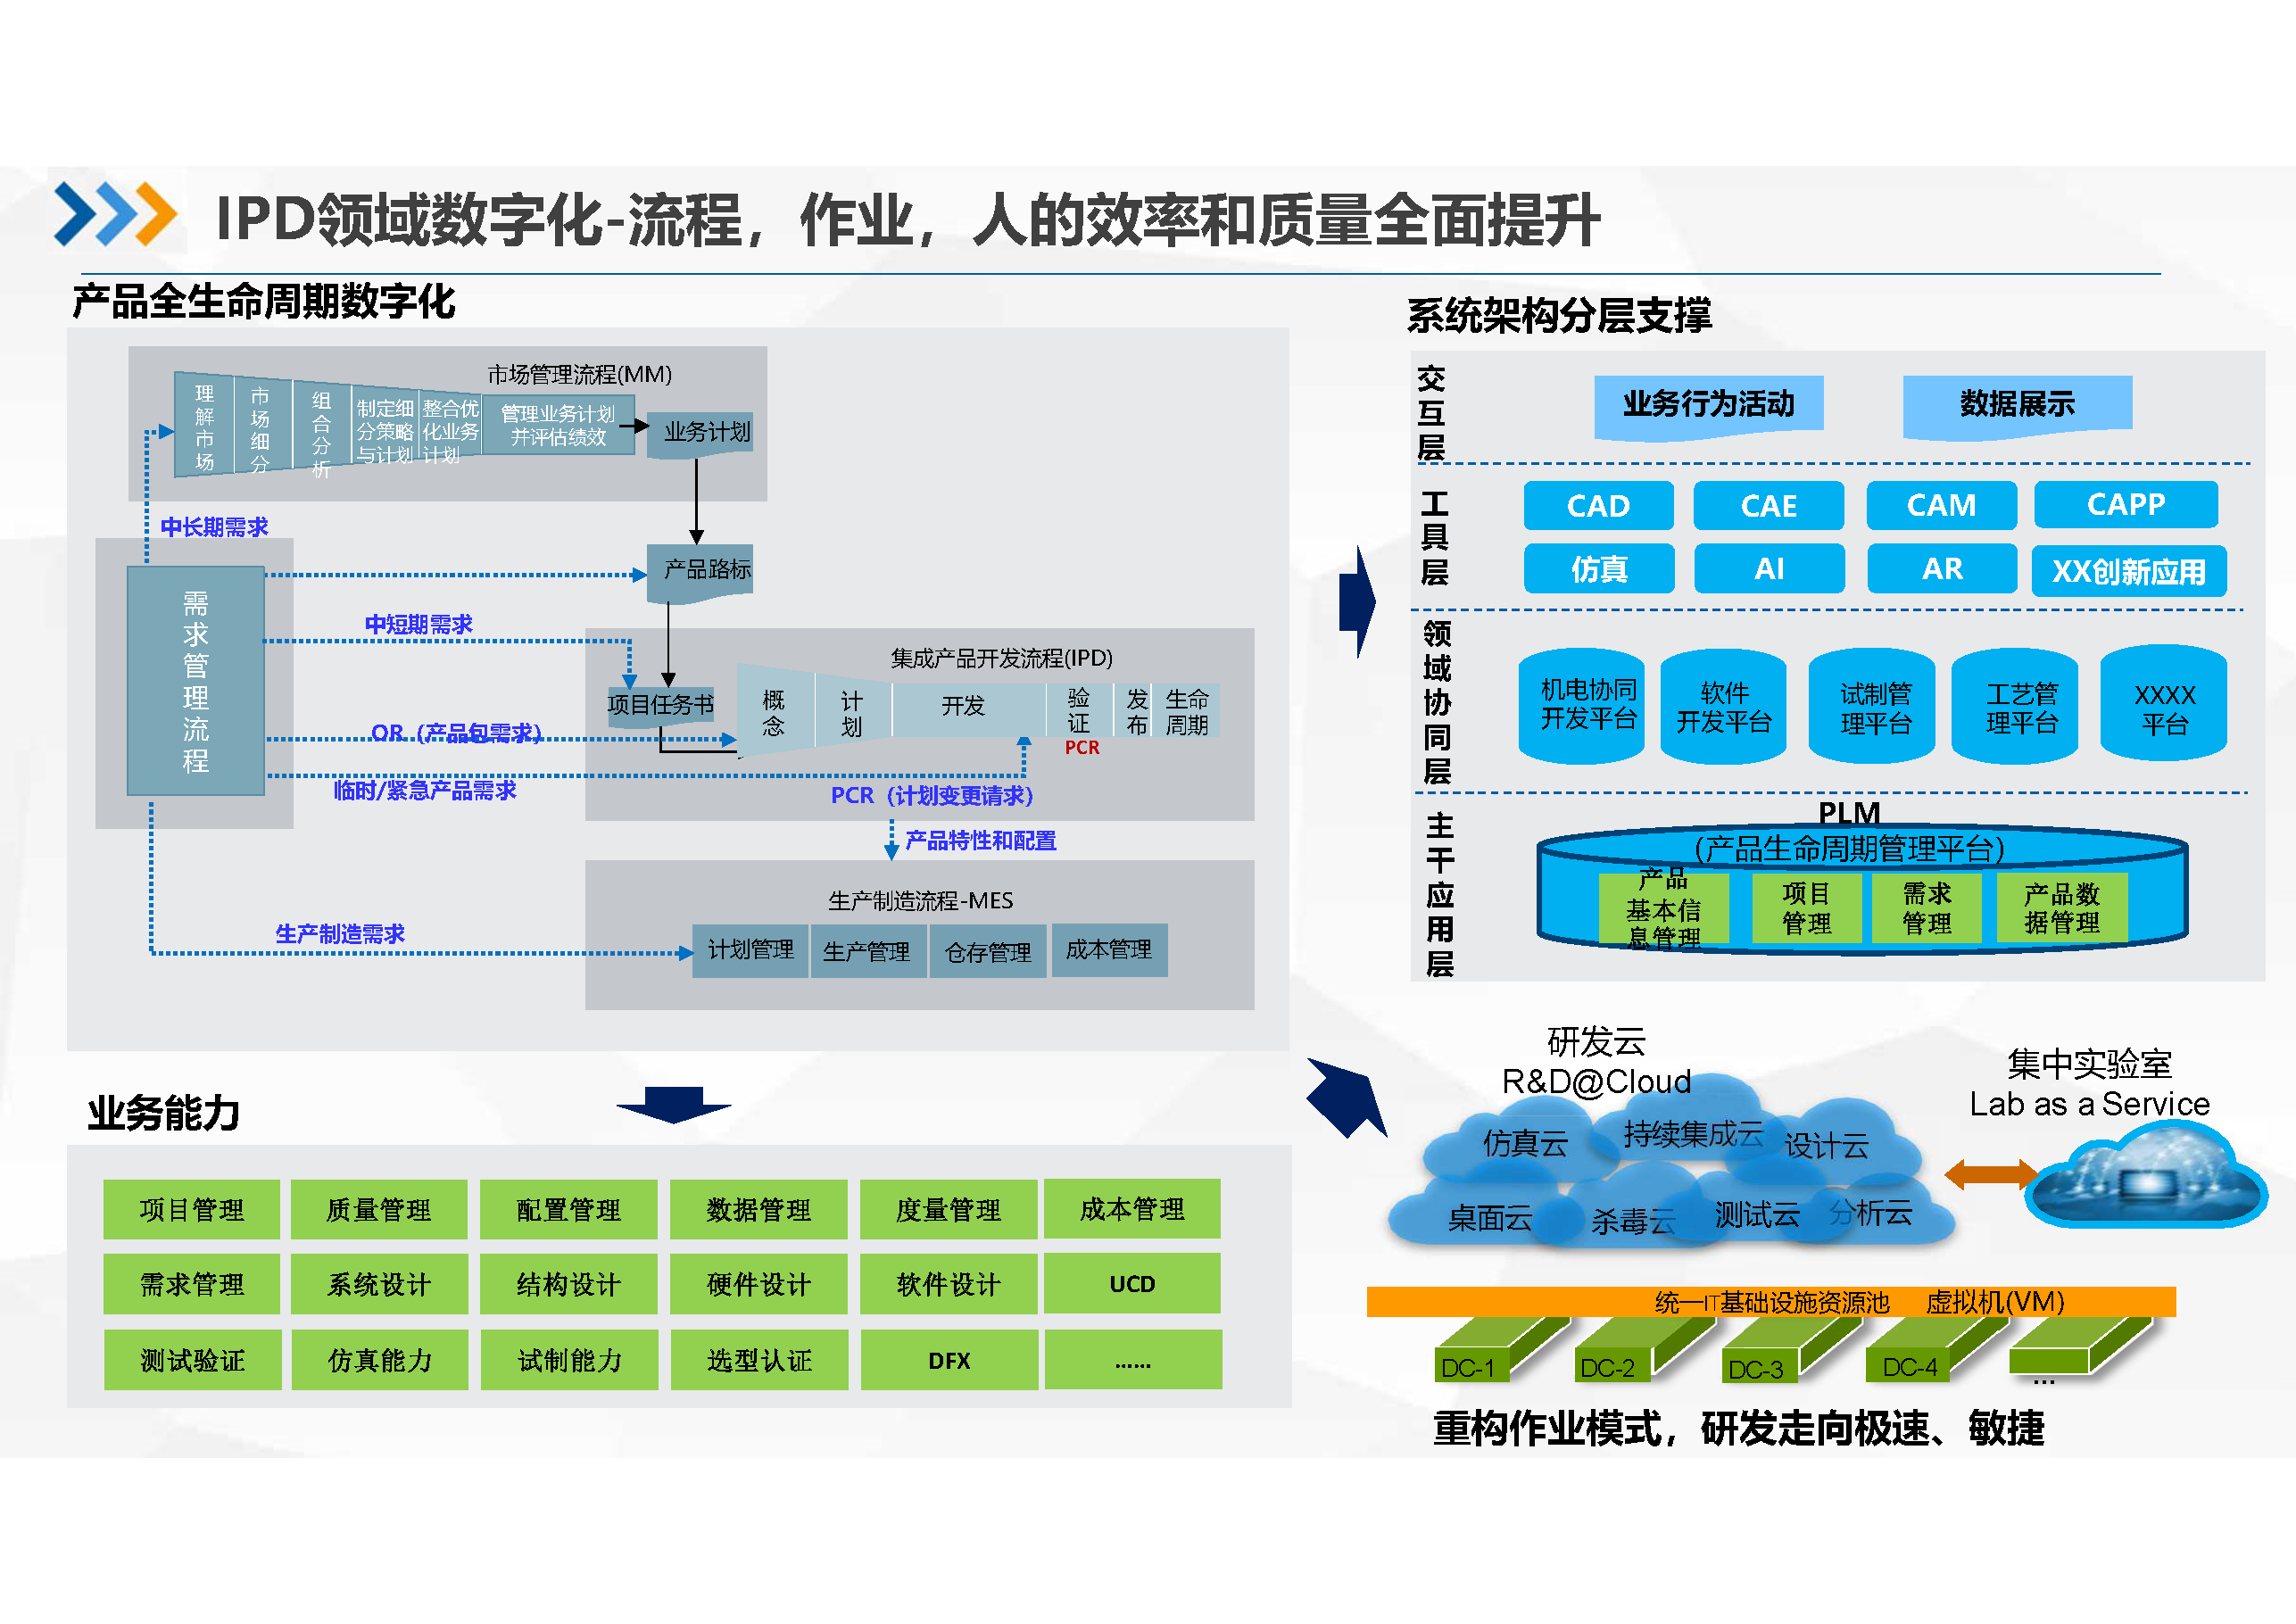 IPD领域数字化-流程，作业，人的效率和质量全面提升
产品全生命周期数字化
市场管理流程(MM)
理解市场
市场细分
组合分析
制定细
分策略
与计划
整合优
化业务
计划
管理业务计划
并评估绩效
业务计划
中长期需求
产品路标
需求管理流程
中短期需求
集成产品开发流程(IPD)
项目任务书
概念
计划
开发
验证
发布
生命
周期
PCR
OR（产品包需求）
临时/紧急产品需求
PCR（计划变更请求）
产品特性和配置
生产制造流程-MES
生产制造需求
计划管理
生产管理
仓存管理
成本管理
业务能力
项目管理
质量管理
配置管理
数据管理
度量管理
成本管理
需求管理
系统设计
结构设计
硬件设计
软件设计
UCD
测试验证
仿真能力
试制能力
选型认证
DFX
......
系统架构分层支撑
交互层
业务行为活动
数据展示
工具层
CAD
CAE
CAM
CAPP
仿真
AI
AR
XX创新应用
领域协同层
机电协同
开发平台
软件
开发平台
试制管
理平台
工艺管
理平台
XXXX
平台
主干应用层
PLM
(产品生命周期管理平台)
产品
基本信
息管理
项目
管理
需求
管理
产品数
据管理
研发云
R&D@Cloud
集中实验室
Lab as a Service
仿真云
持续集成云
设计云
桌面云
杀毒云
测试云
分析云
统一IT基础设施资源池 虚拟机(VM)
DC-1
DC-2
DC-3
DC-4
...
重构作业模式，研发走向极速、敏捷